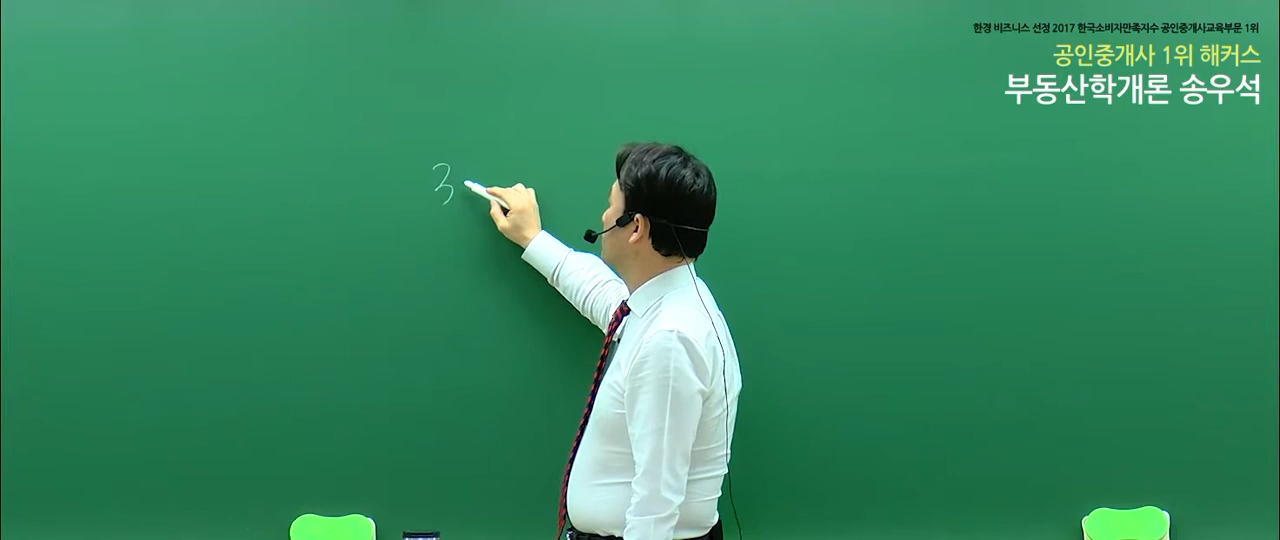 한경 비즈니스 선정 2017 한국소비자만족지수 공인중개사교육부문 1위
공인중개사 1위 해커스
부동산학개론 송우석
3